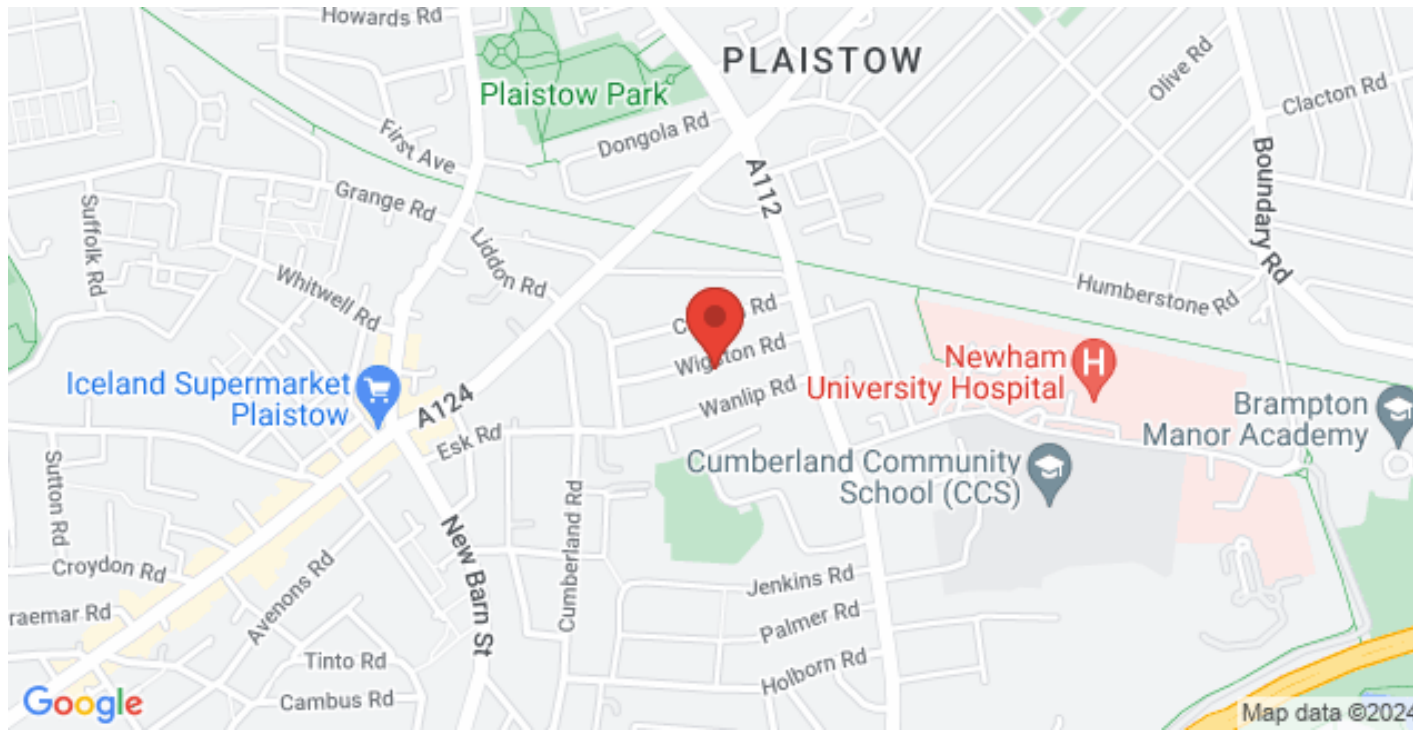 Howards Rd
PLAISTOW
Olive Rd
Plaistow Park
Clacton Rd
First Ave
Dongola Rd
A112
Boundary Rd
Grange Rd
Suffolk Rd
Liddon Rd
Whitwell Rd
Humberstone Rd
Rd
Wigston Rd
Newham
University Hospital
Iceland Supermarket
Plaistow
Wanlip Rd
A124
Brampton
Manor Academy
Esk Rd
Cumberland Community
School (CCS)
Sutton Rd
Cumberland Rd
New Barn St
Croydon Rd
Avenons Rd
Jenkins Rd
raemar Rd
Palmer Rd
Tinto Rd
Holborn Rd
Cambus Rd
Google
Map data ©2024